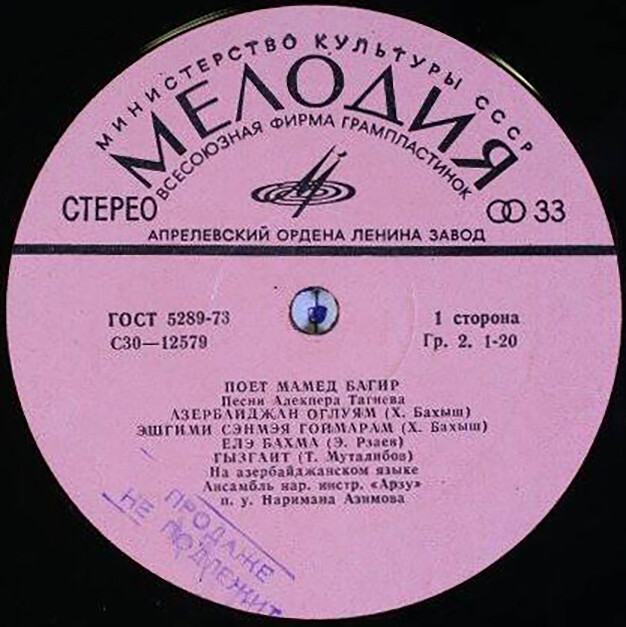 МИНИСТЕРСТВО КУЛЬТУРЫ СССР
МЕЛОДИЯ
ВСЕСОЮЗНАЯ ФИРМА ГРАМПЛАСТИНОК
СТЕРЕО
33
АПРЕЛЕВСКИЙ ОРДЕНА ЛЕНИНА ЗАВОД
ГОСТ 5289-73
1 сторона
С30—12579
Гр. 2. 1-20
ПОЕТ МАМЕД БАГИР
Песни Алекпера Тагиева
АЗЕРБАЙДЖАН ОГЛУЯМ (Х. Бахыш)
ЭШГИМИ СЭНМЭЯ ГОЙМАРАМ (Х. Бахыш)
ЕЛЭ БАХМА (Э. Рзаев)
ГЫЗГАИТ (Т. Муталибов)
На азербайджанском языке
Ансамбль нар. инстр. «Арзу»
п. у. Наримана Азимова
ПРОДАЖЕ
НЕ ПОДЛЕЖИТ